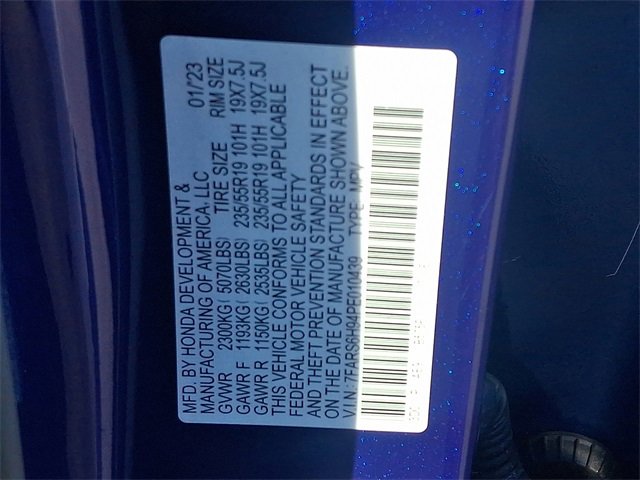 MFD. BY HONDA DEVELOPMENT &
MANUFACTURING OF AMERICA, LLC 01/23
GVWR 2300KG( 5070LBS) TIRE SIZE RIM SIZE
GAWR F 1193KG( 2630LBS) 235/55R19 101H 19X7.5J
GAWR R 1150KG( 2535LBS) 235/55R19 101H 19X7.5J
THIS VEHICLE CONFORMS TO ALL APPLICABLE
FEDERAL MOTOR VEHICLE SAFETY
AND THEFT PREVENTION STANDARDS IN EFFECT
ON THE DATE OF MANUFACTURE SHOWN ABOVE.
V.I.N.: 7FARS6H94PE010439 TYPE: MPV